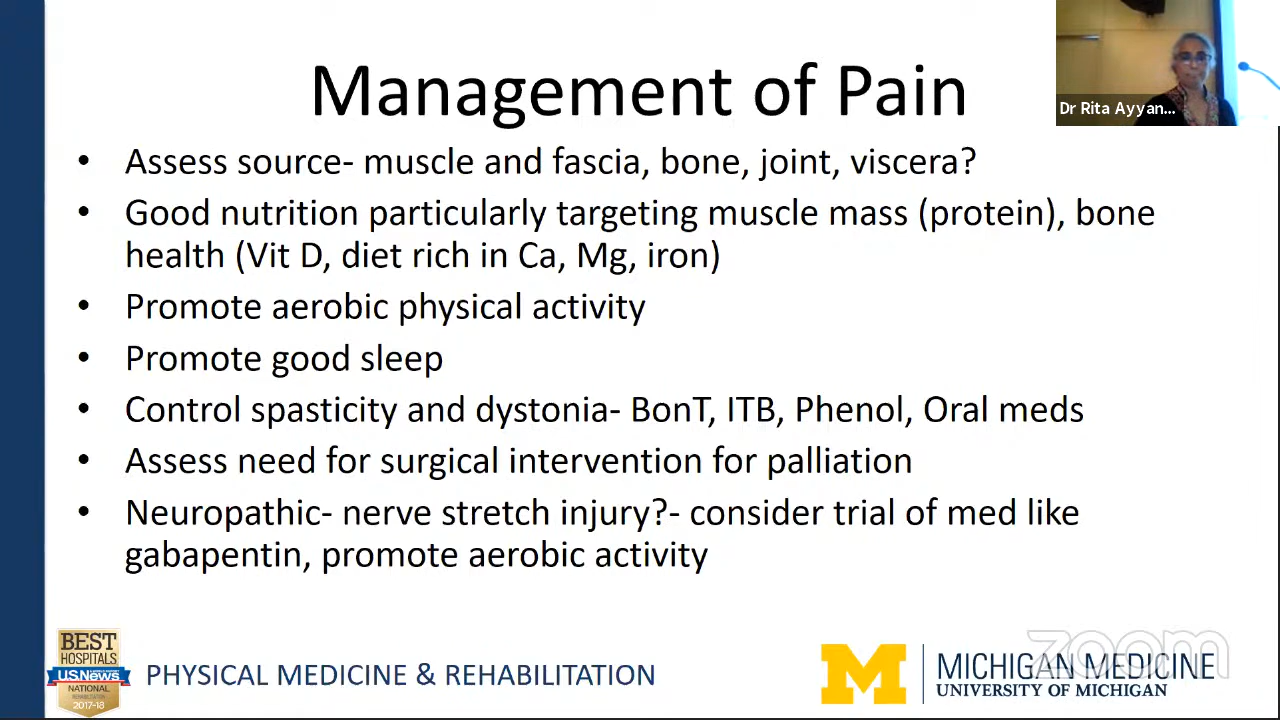 Management of Pain
Dr Rita Ayyan...
• Assess source- muscle and fascia, bone, joint, viscera?
• Good nutrition particularly targeting muscle mass (protein), bone
health (Vit D, diet rich in Ca, Mg, iron)
• Promote aerobic physical activity
• Promote good sleep
• Control spasticity and dystonia- BonT, ITB, Phenol, Oral meds
• Assess need for surgical intervention for palliation
• Neuropathic- nerve stretch injury?- consider trial of med like
gabapentin, promote aerobic activity
BEST
HOSPITALS
U.S.News
NATIONAL
REHABILITATION
2017-18
PHYSICAL MEDICINE & REHABILITATION
M
MICHIGAN MEDICINE
UNIVERSITY OF MICHIGAN
zoom